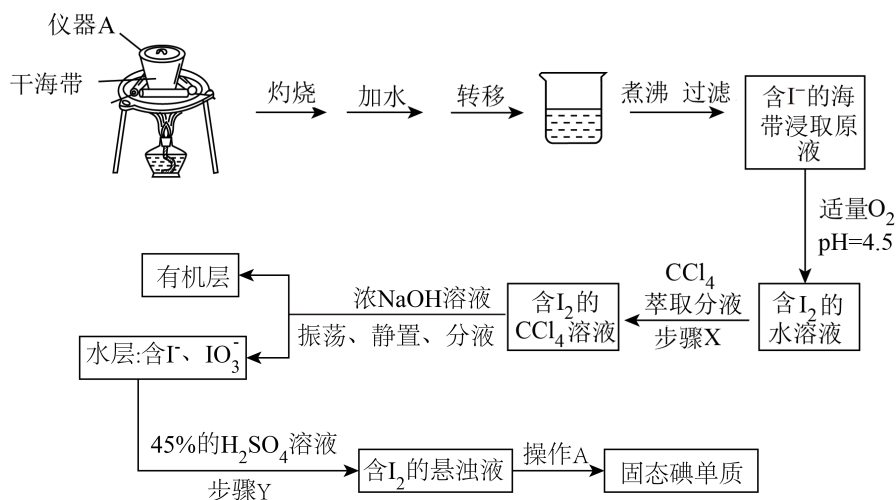 仪器A
干海带
灼烧
加水
转移
煮沸 过滤
含I⁻的海
带浸取原
液
适量O₂
pH=4.5
含I₂的
水溶液
CCl₄
萃取分液
步骤X
含I₂的
CCl₄溶液
浓NaOH溶液
振荡、静置、分液
有机层
水层:含I⁻、IO₃⁻
45%的H₂SO₄溶液
步骤Y
含I₂的悬浊液
操作A
固态碘单质